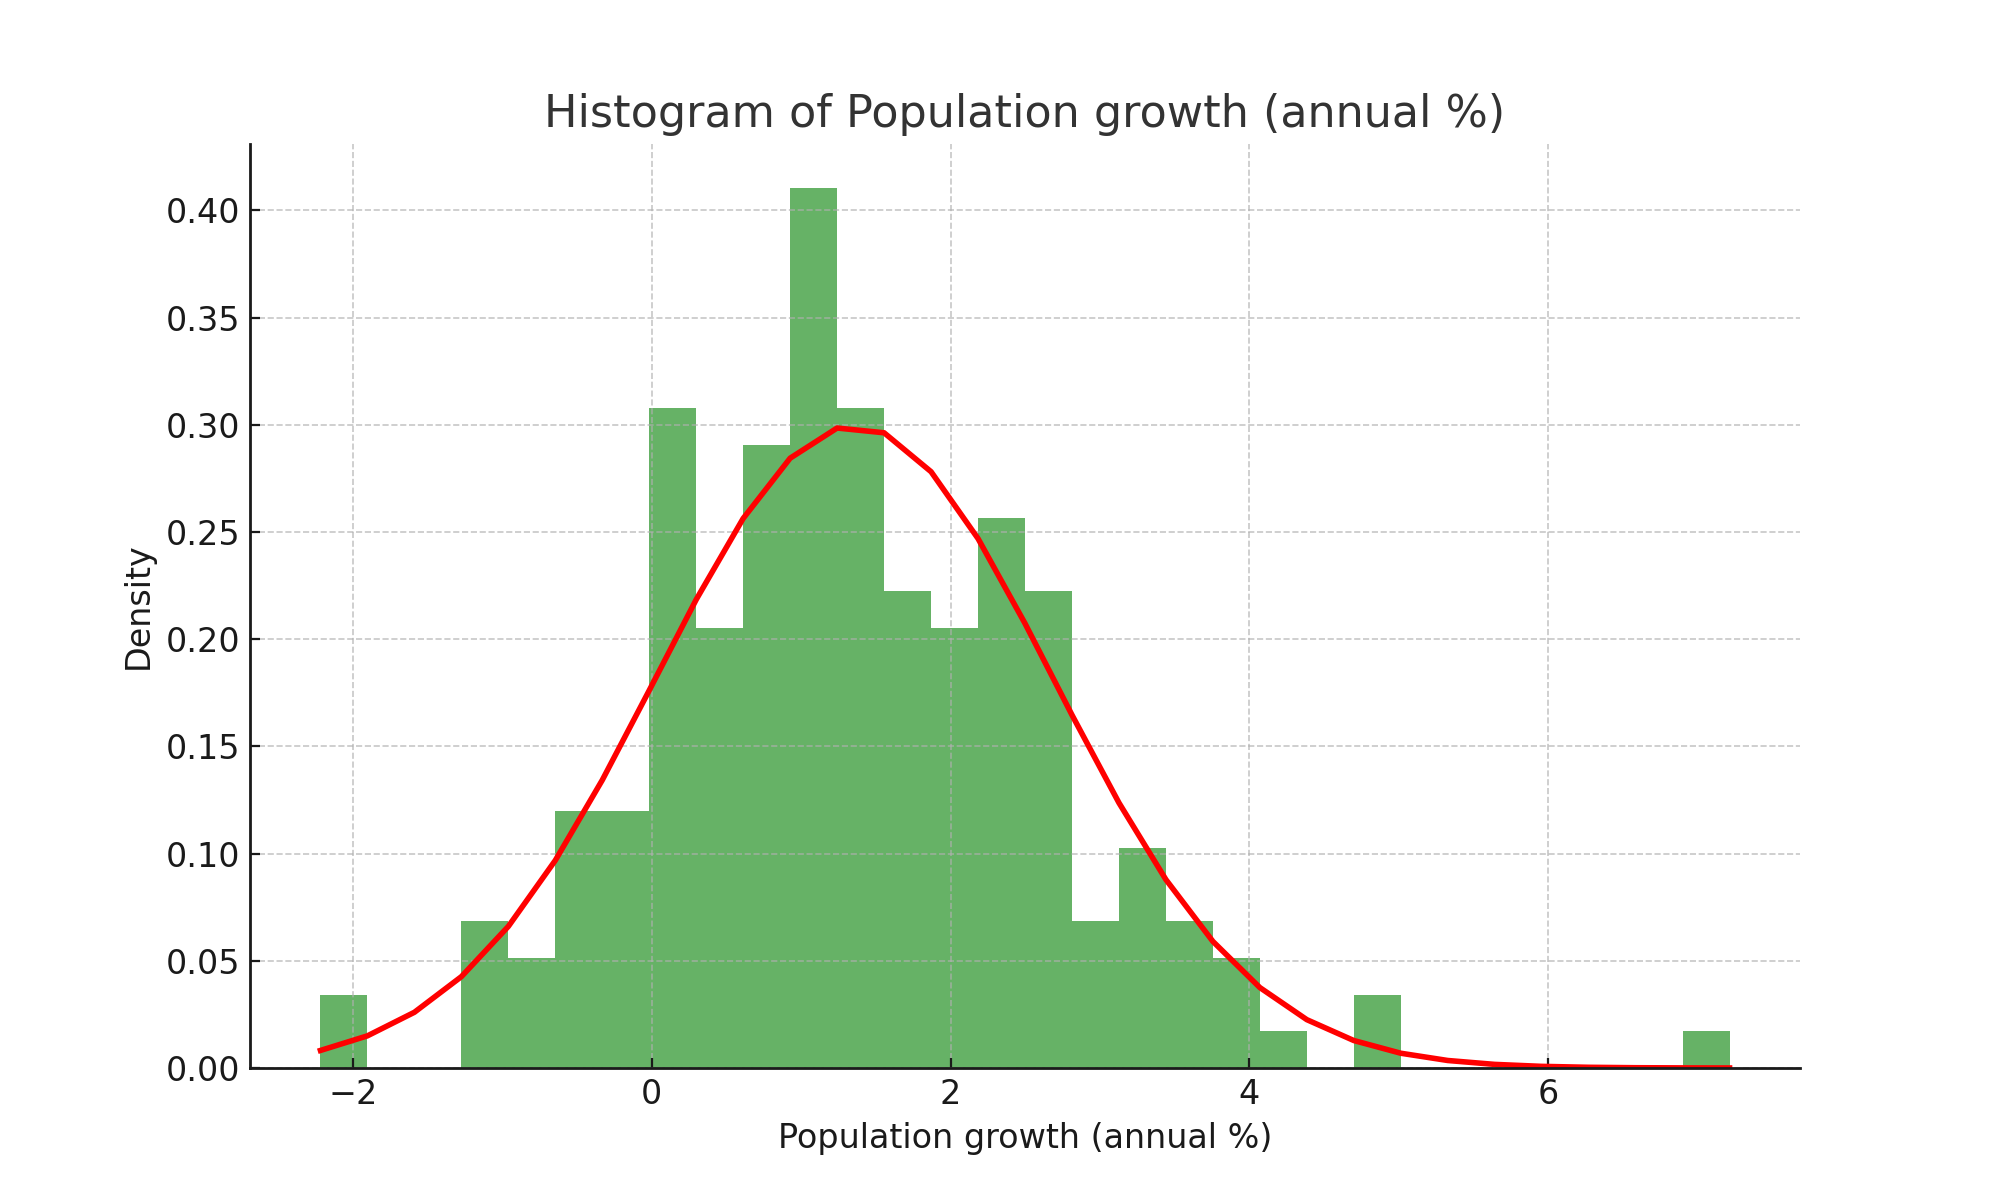 Histogram of Population growth (annual %)
0.40
0.35
0.30
0.25
0.20
0.15
0.10
0.05
0.00
Density
−2 0 2 4 6
Population growth (annual %)